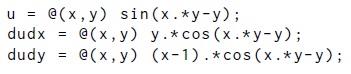 u = @(x,y) sin(x.*y-y);
dudx = @(x,y) y.*cos(x.*y-y);
dudy = @(x,y) (x-1).*cos(x.*y-y);